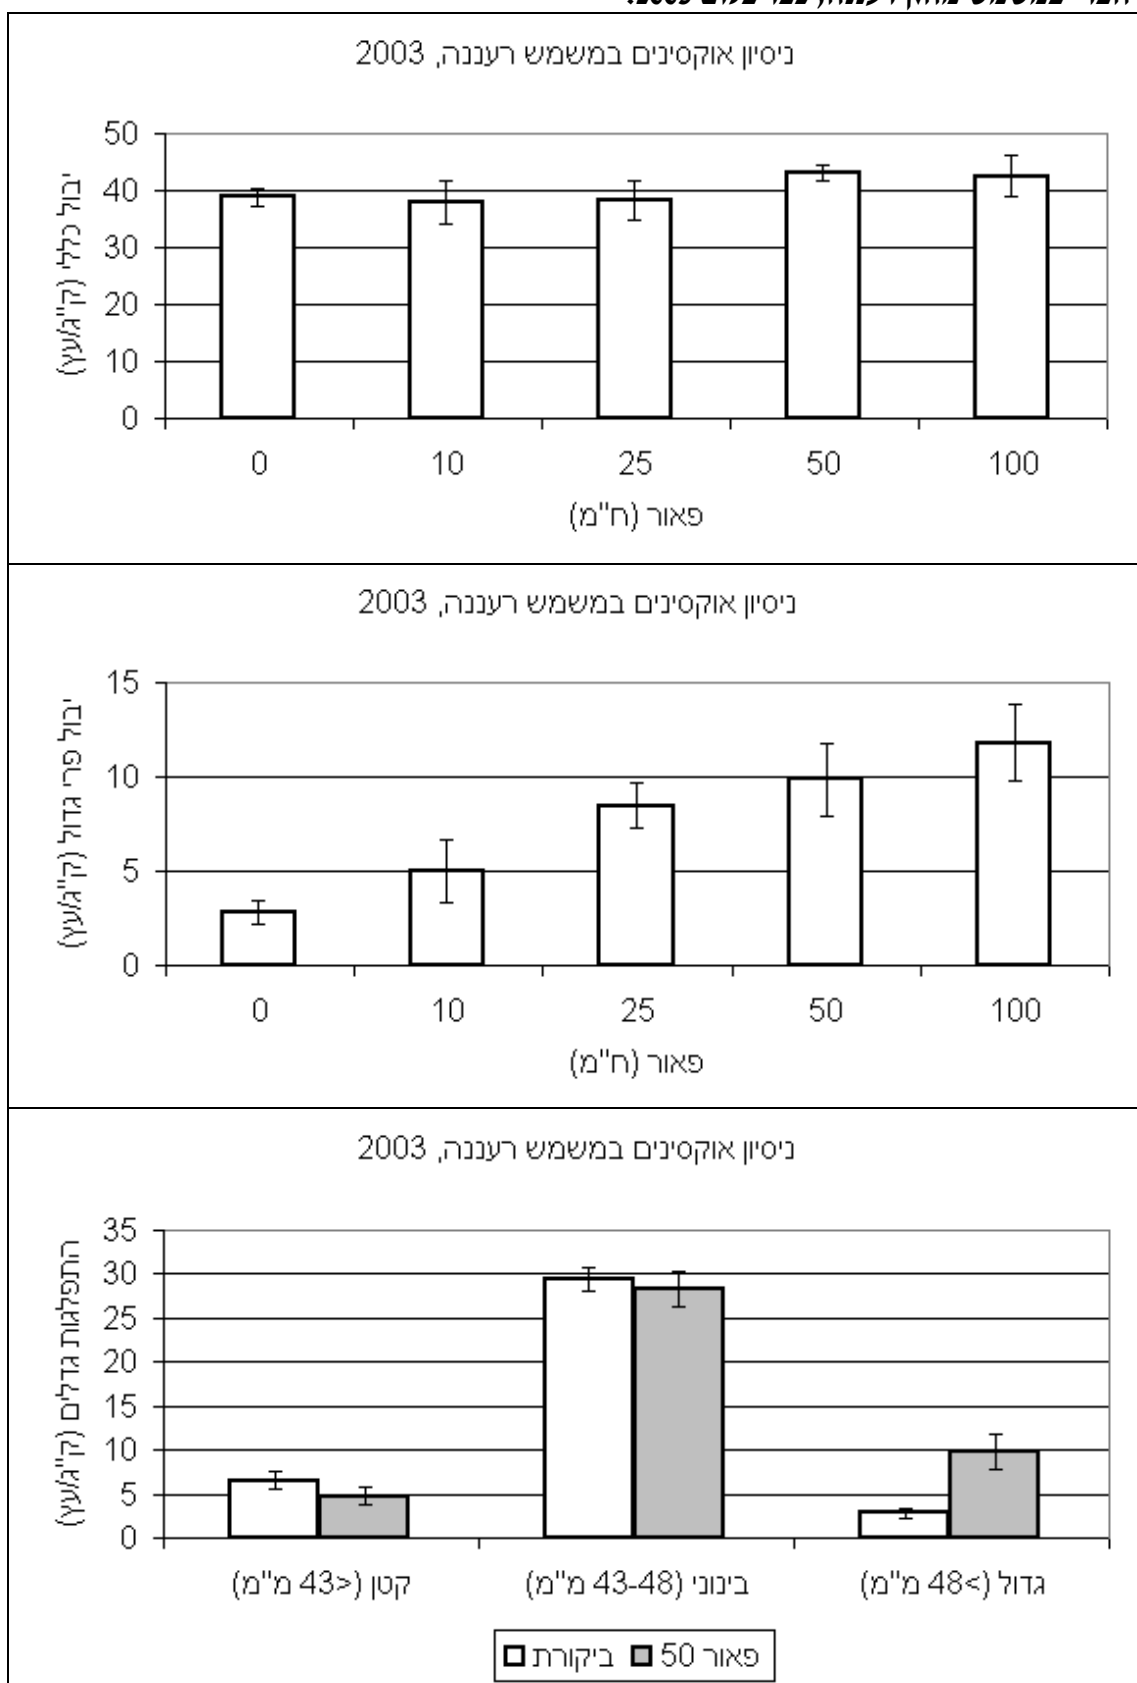 2003.
ניסיון אוקסינים במשמש רעננה, 2003
יבול כללי (ק"ג/עץ)
50
40
30
20
10
0
0 10 25 50 100
פאור (ח"מ)
ניסיון אוקסינים במשמש רעננה, 2003
יבול פרי גדול (ק"ג/עץ)
15
10
5
0
0 10 25 50 100
פאור (ח"מ)
ניסיון אוקסינים במשמש רעננה, 2003
התפלגות גדלים (ק"ג/עץ)
35
30
25
20
15
10
5
0
קטן (<43 מ"מ) בינוני (43-48 מ"מ) גדול (>48 מ"מ)
ביקורת פאור 50